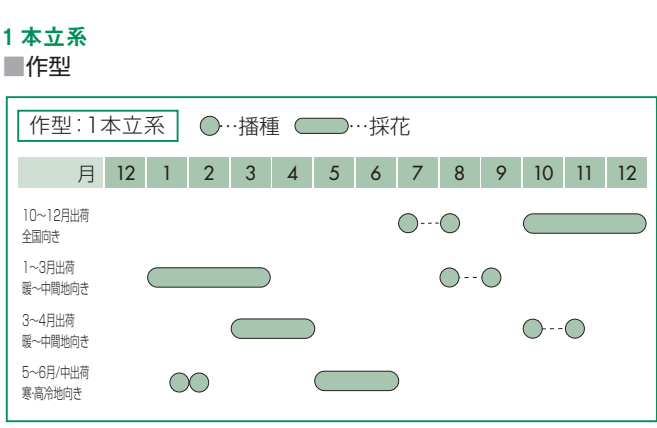 1本立系
■作型
作型:1本立系 ●…播種 …採花
月 12 1 2 3 4 5 6 7 8 9 10 11 12
10~12月出荷
全国向き
1~3月出荷
暖~中間地向き
3~4月出荷
暖~中間地向き
5~6月/中出荷
寒・高冷地向き